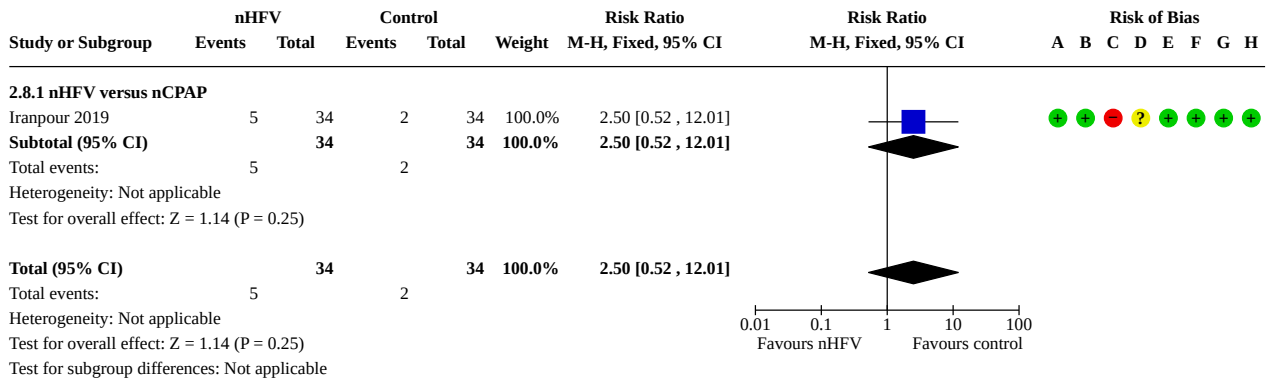 nHFV Control Risk Ratio Risk Ratio Risk of Bias
Study or Subgroup Events Total Events Total Weight M-H, Fixed, 95% CI M-H, Fixed, 95% CI A B C D E F G H
2.8.1 nHFV versus nCPAP
Iranpour 2019 5 34 2 34 100.0% 2.50 [0.52 , 12.01] + + − ? + + + +
Subtotal (95% CI) 34 34 100.0% 2.50 [0.52 , 12.01]
Total events: 5 2
Heterogeneity: Not applicable
Test for overall effect: Z = 1.14 (P = 0.25)
Total (95% CI) 34 34 100.0% 2.50 [0.52 , 12.01]
Total events: 5 2
Heterogeneity: Not applicable
0.01 0.1 1 10 100
Test for overall effect: Z = 1.14 (P = 0.25) Favours nHFV Favours control
Test for subgroup differences: Not applicable